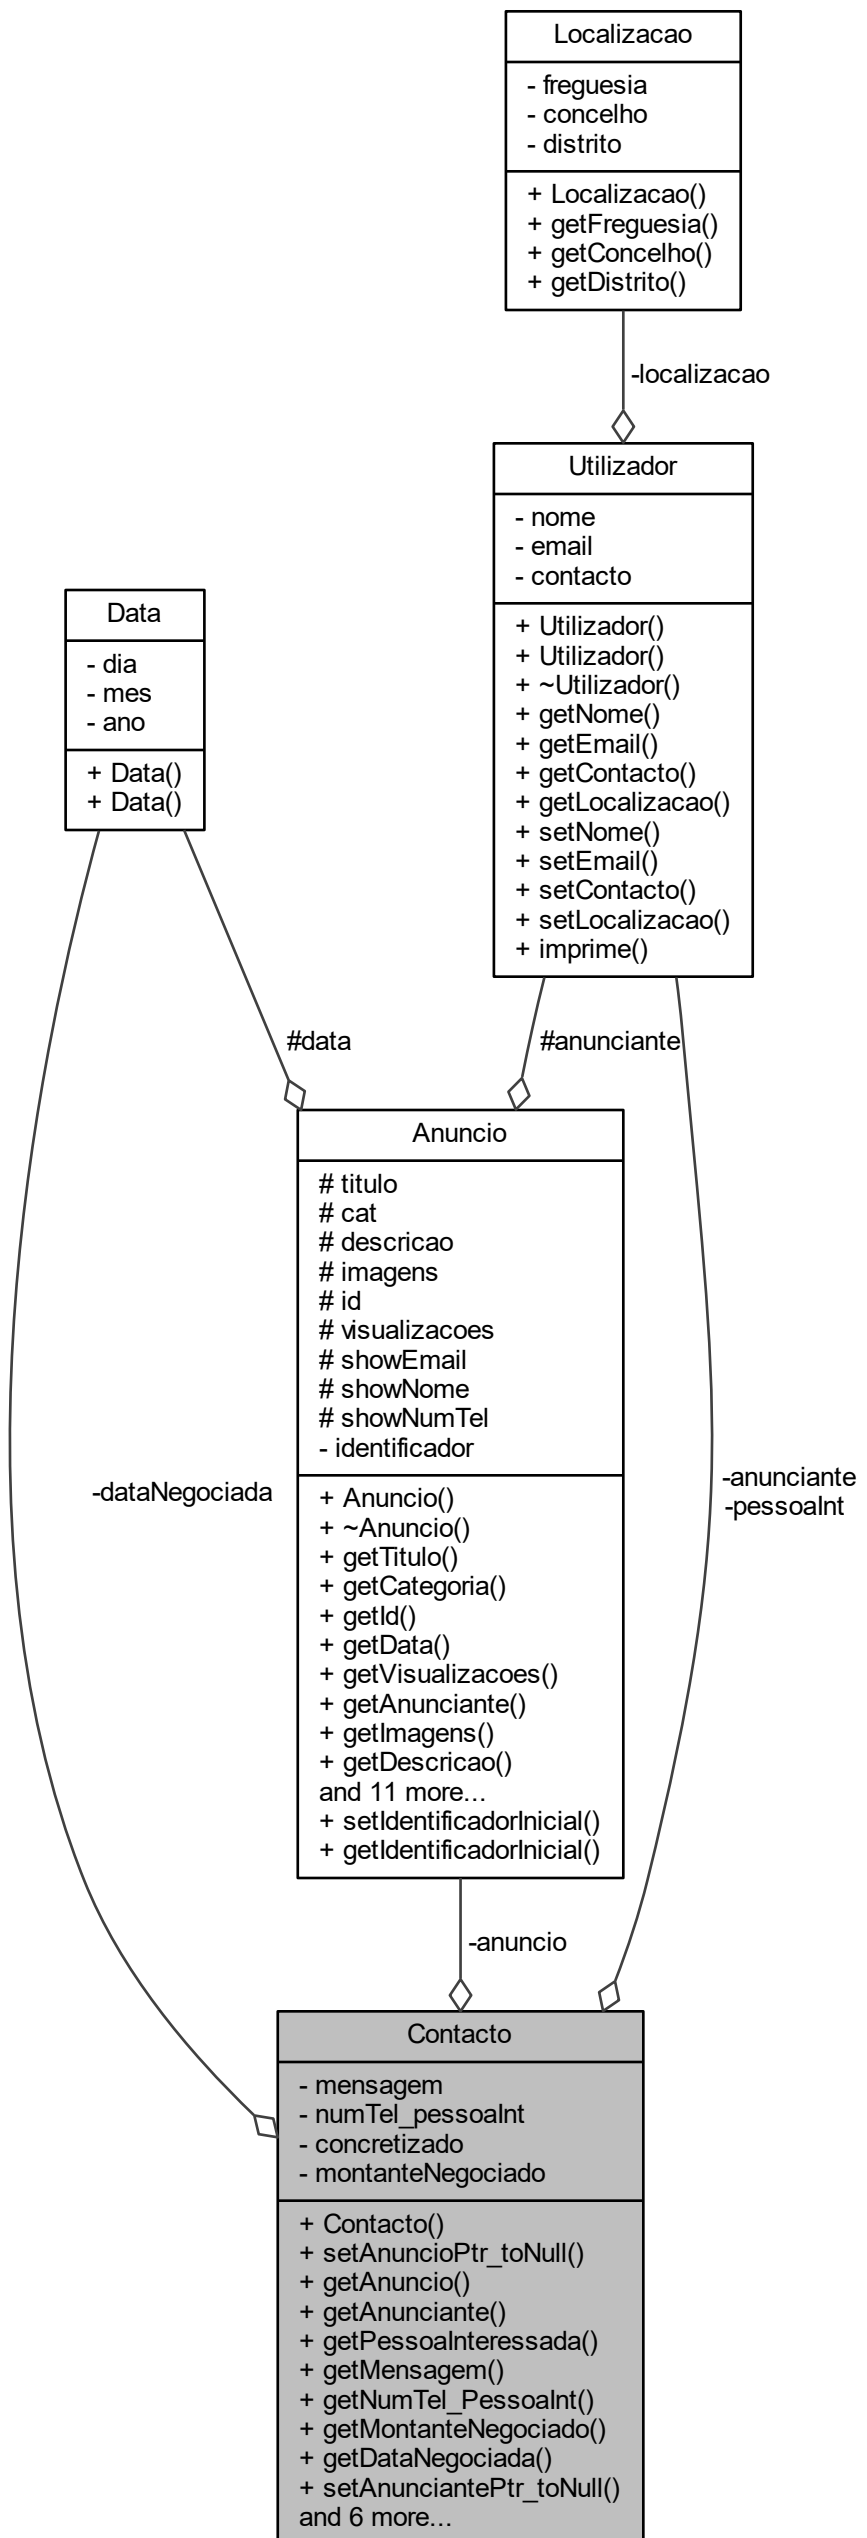 Localizacao
- freguesia
- concelho
- distrito
+ Localizacao()
+ getFreguesia()
+ getConcelho()
+ getDistrito()
-localizacao
Utilizador
- nome
- email
- contacto
+ Utilizador()
+ Utilizador()
+ ~Utilizador()
+ getNome()
+ getEmail()
+ getContacto()
+ getLocalizacao()
+ setNome()
+ setEmail()
+ setContacto()
+ setLocalizacao()
+ imprime()
Data
- dia
- mes
- ano
+ Data()
+ Data()
#data
#anunciante
Anuncio
# titulo
# cat
# descricao
# imagens
# id
# visualizacoes
# showEmail
# showNome
# showNumTel
- identificador
+ Anuncio()
+ ~Anuncio()
+ getTitulo()
+ getCategoria()
+ getId()
+ getData()
+ getVisualizacoes()
+ getAnunciante()
+ getImagens()
+ getDescricao()
and 11 more...
+ setIdentificadorInicial()
+ getIdentificadorInicial()
-dataNegociada
-anunciante
-pessoaInt
-anuncio
Contacto
- mensagem
- numTel_pessoaInt
- concretizado
- montanteNegociado
+ Contacto()
+ setAnuncioPtr_toNull()
+ getAnuncio()
+ getAnunciante()
+ getPessoaInteressada()
+ getMensagem()
+ getNumTel_PessoaInt()
+ getMontanteNegociado()
+ getDataNegociada()
+ setAnunciantePtr_toNull()
and 6 more...